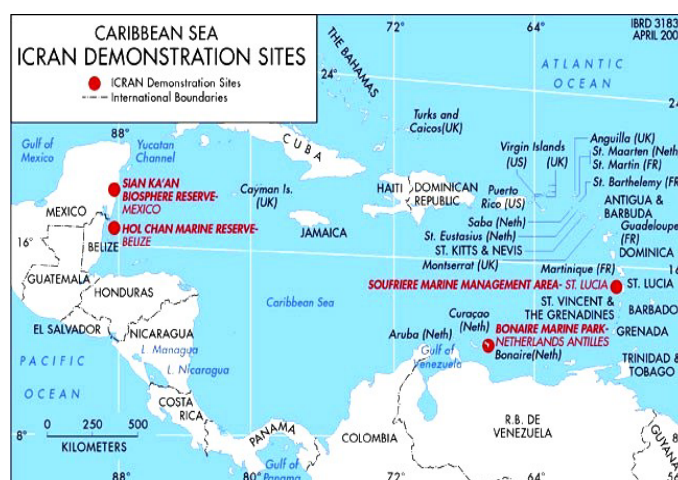 CARIBBEAN SEA
ICRAN DEMONSTRATION SITES
ICRAN Demonstration Sites
International Boundaries
IBRD 3183
APRIL 200
72°
64°
ATLANTIC
OCEAN
THE BAHAMAS
24°
24
88°
Gulf of
Mexico
Yucatan
Channel
CUBA
Turks and
Caicos(UK)
Virgin Islands
(US)
(UK)
Anguilla (UK)
St. Maarten (Neth)
St. Martin (FR)
St. Barthelemy (FR)
SIAN KA'AN
BIOSPHERE RESERVE-
MEXICO
Cayman Is.
(UK)
HAITI
DOMINICAN
REPUBLIC
Puerto
Rico (US)
ANTIGUA &
BARBUDA
MEXICO
HOL CHAN MARINE RESERVE-
BELIZE
JAMAICA
Saba (Neth)
St. Eustasius (Neth)
ST. KITTS & NEVIS
Montserrat (UK)
Guadeloupe
(FR)
DOMINICA
16°
BELIZE
Martinique (FR)
16
GUATEMALA
HONDURAS
SOUFRIERE MARINE MANAGEMENT AREA- ST. LUCIA
ST. LUCIA
Caribbean Sea
ST. VINCENT &
THE GRENADINES
BARBADO
EL SALVADOR
NICARAGUA
Aruba (Neth)
Curaçao
(Neth)
BONAIRE MARINE PARK-
NETHERLANDS ANTILLES
Bonaire(Neth)
GRENADA
L. Managua
L. Nicaragua
Gulf of
Venezuela
TRINIDAD &
TOBAGO
PACIFIC
OCEAN
COSTA
RICA
0 250 500
KILOMETERS
PANAMA
COLOMBIA
R.B. DE
VENEZUELA
GUYANA
8°
8
Gulf of
Panama
88°
80°
72°
64°
56